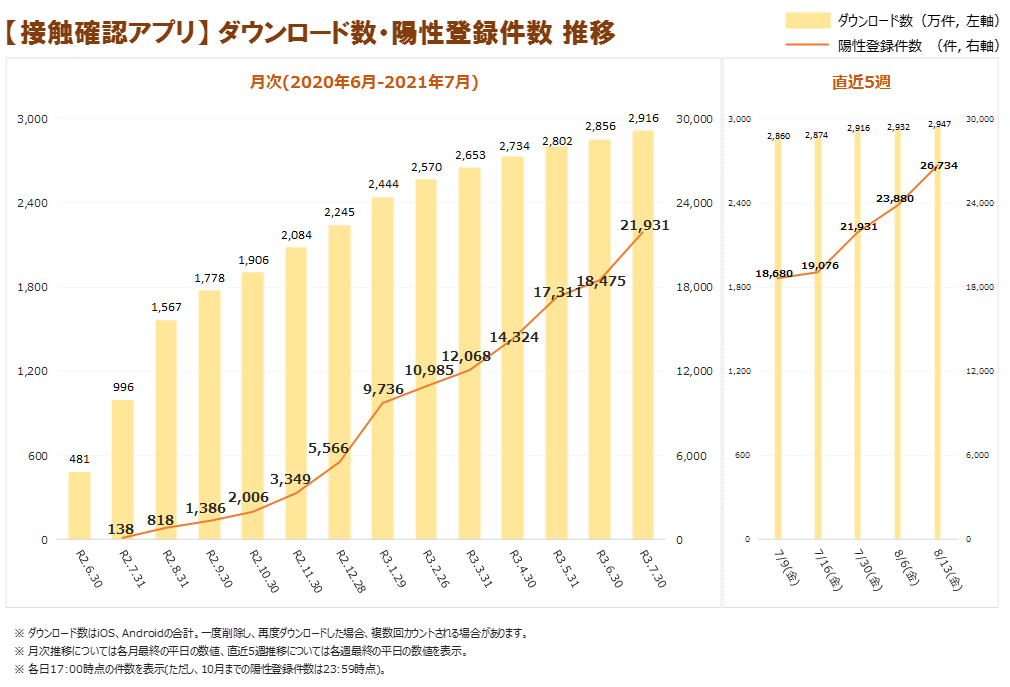 【接触確認アプリ】 ダウンロード数・陽性登録件数 推移
ダウンロード数 (万件, 左軸)
陽性登録件数 (件, 右軸)
月次(2020年6月-2021年7月)
3,000
2,400
1,800
1,200
600
0
30,000
24,000
18,000
12,000
6,000
0
481
996
1,567
1,778
1,906
2,084
2,245
2,444
2,570
2,653
2,734
2,802
2,856
2,916
138
818
1,386
2,006
3,349
5,566
9,736
10,985
12,068
14,324
17,311
18,475
21,931
R2.6.30
R2.7.31
R2.8.31
R2.9.30
R2.10.30
R2.11.30
R2.12.28
R3.1.29
R3.2.26
R3.3.31
R3.4.30
R3.5.31
R3.6.30
R3.7.30
直近5週
3,000
2,400
1,800
1,200
600
0
30,000
24,000
18,000
12,000
6,000
0
2,860
2,874
2,916
2,932
2,947
18,680
19,076
21,931
23,880
26,734
7/9(金)
7/16(金)
7/30(金)
8/6(金)
8/13(金)
※ ダウンロード数はiOS、Androidの合計。一度削除し、再度ダウンロードした場合、複数回カウントされる場合があります。
※ 月次推移については各月最終の平日の数値、直近5週推移については各週最終の平日の数値を表示。
※ 各日17:00時点の件数を表示(ただし、10月までの陽性登録件数は23:59時点)。